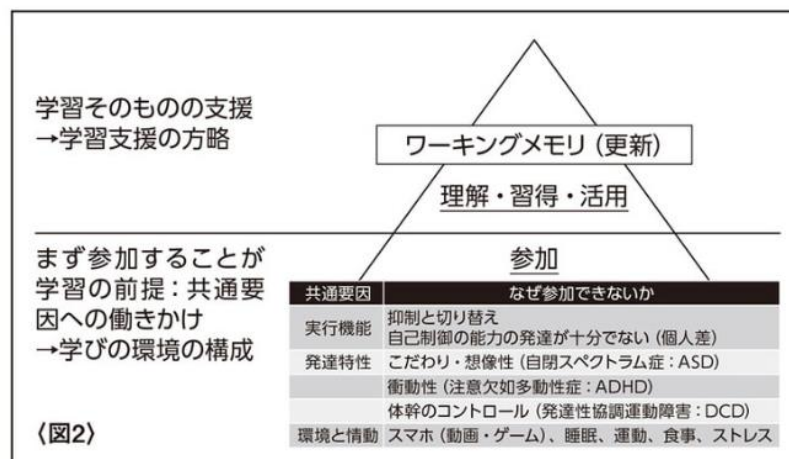 学習そのものの支援
→学習支援の方略
ワーキングメモリ(更新)
理解・習得・活用
まず参加することが
学習の前提:共通要
因への働きかけ
→学びの環境の構成
参加
共通要因 なぜ参加できないか
実行機能 抑制と切り替え
自己制御の能力の発達が十分でない(個人差)
発達特性 こだわり・想像性(自閉スペクトラム症:ASD)
衝動性(注意欠如多動性症:ADHD)
体幹のコントロール(発達性協調運動障害:DCD)
環境と情動 スマホ(動画・ゲーム)、睡眠、運動、食事、ストレス
〈図2〉